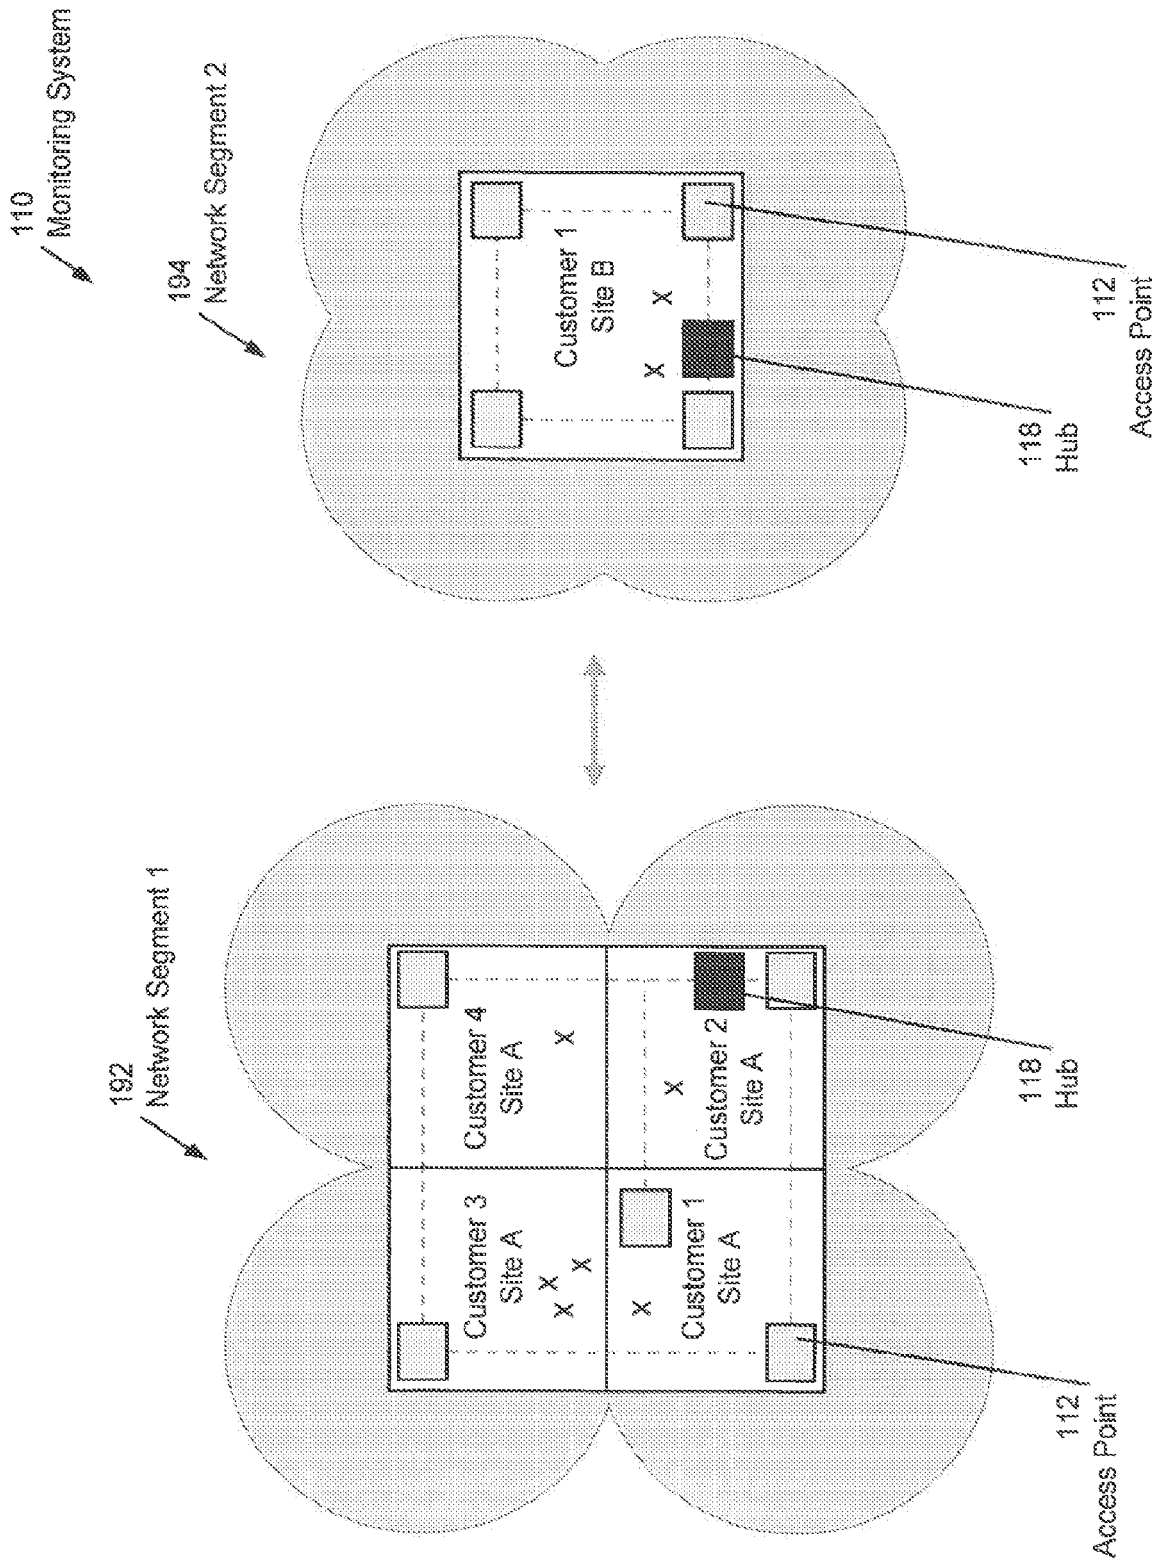 110
Monitoring System
192
Network Segment 1
194
Network Segment 2
Customer 3
Site A
X
X
X
Customer 4
Site A
X
X
Customer 1
Site A
X
Customer 2
Site A
Customer 1
Site B
X
X
112
Access Point
118
Hub
118
Hub
112
Access Point